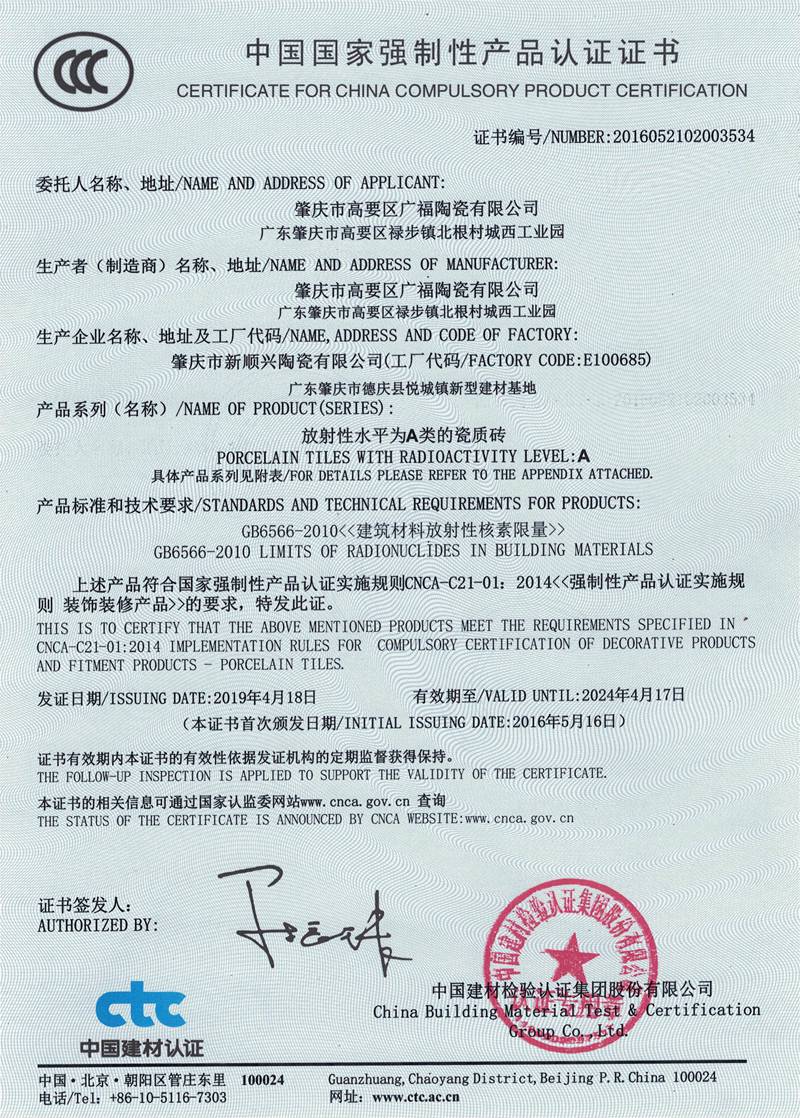 中国国家强制性产品认证证书
CERTIFICATE FOR CHINA COMPULSORY PRODUCT CERTIFICATION
证书编号/NUMBER:2016052102003534
委托人名称、地址/NAME AND ADDRESS OF APPLICANT:
肇庆市高要区广福陶瓷有限公司
广东肇庆市高要区禄步镇北根村城西工业园
生产者（制造商）名称、地址/NAME AND ADDRESS OF MANUFACTURER:
肇庆市高要区广福陶瓷有限公司
广东肇庆市高要区禄步镇北根村城西工业园
生产企业名称、地址及工厂代码/NAME,ADDRESS AND CODE OF FACTORY:
肇庆市新顺兴陶瓷有限公司(工厂代码/FACTORY CODE:E100685)
广东肇庆市德庆县悦城镇新型建材基地
产品系列（名称）/NAME OF PRODUCT(SERIES):
放射性水平为A类的瓷质砖
PORCELAIN TILES WITH RADIOACTIVITY LEVEL:A
具体产品系列见附表/FOR DETAILS PLEASE REFER TO THE APPENDIX ATTACHED.
产品标准和技术要求/STANDARDS AND TECHNICAL REQUIREMENTS FOR PRODUCTS:
GB6566-2010<<建筑材料放射性核素限量>>
GB6566-2010 LIMITS OF RADIONUCLIDES IN BUILDING MATERIALS
上述产品符合国家强制性产品认证实施规则CNCA-C21-01：2014<<强制性产品认证实施规
则 装饰装修产品>>的要求，特发此证。
THIS IS TO CERTIFY THAT THE ABOVE MENTIONED PRODUCTS MEET THE REQUIREMENTS SPECIFIED IN
CNCA-C21-01:2014 IMPLEMENTATION RULES FOR COMPULSORY CERTIFICATION OF DECORATIVE PRODUCTS
AND FITMENT PRODUCTS - PORCELAIN TILES.
发证日期/ISSUING DATE:2019年4月18日 有效期至/VALID UNTIL:2024年4月17日
（本证书首次颁发日期/INITIAL ISSUING DATE:2016年5月16日）
证书有效期内本证书的有效性依据发证机构的定期监督获得保持。
THE FOLLOW-UP INSPECTION IS APPLIED TO SUPPORT THE VALIDITY OF THE CERTIFICATE.
本证书的相关信息可通过国家认监委网站www.cnca.gov.cn 查询
THE STATUS OF THE CERTIFICATE IS ANNOUNCED BY CNCA WEBSITE:www.cnca.gov.cn
证书签发人：
AUTHORIZED BY:
中国建材检验认证集团股份有限公司
认证专用章
中国建材检验认证集团股份有限公司
China Building Material Test & Certification
Group Co., Ltd.
ctc
中国建材认证
中国·北京·朝阳区管庄东里 100024 Guanzhuang, Chaoyang District, Beijing P.R.China 100024
电话/Tel: +86-10-5116-7303 网址: www.ctc.ac.cn